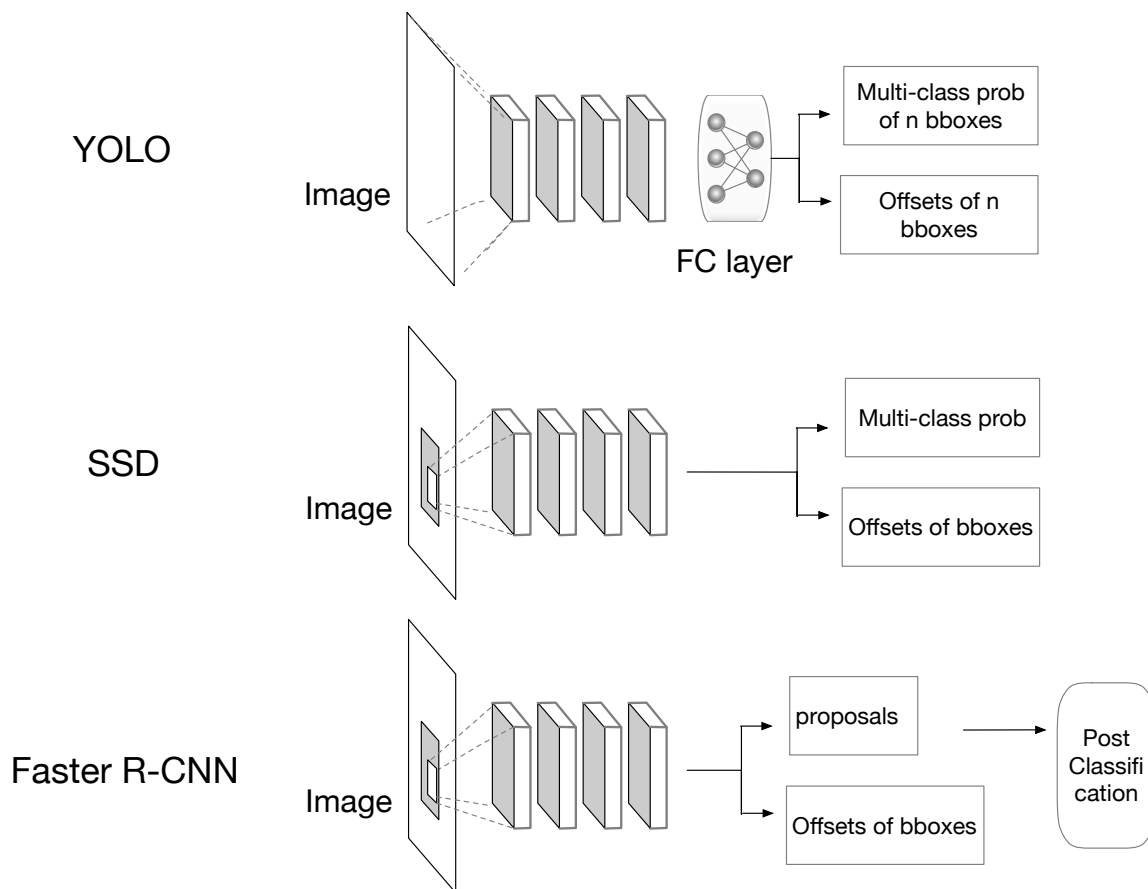 YOLO
Image
FC layer
Multi-class prob
of n bboxes
Offsets of n
bboxes
SSD
Image
Multi-class prob
Offsets of bboxes
Faster R-CNN
Image
proposals
Offsets of bboxes
Post
Classifi
cation